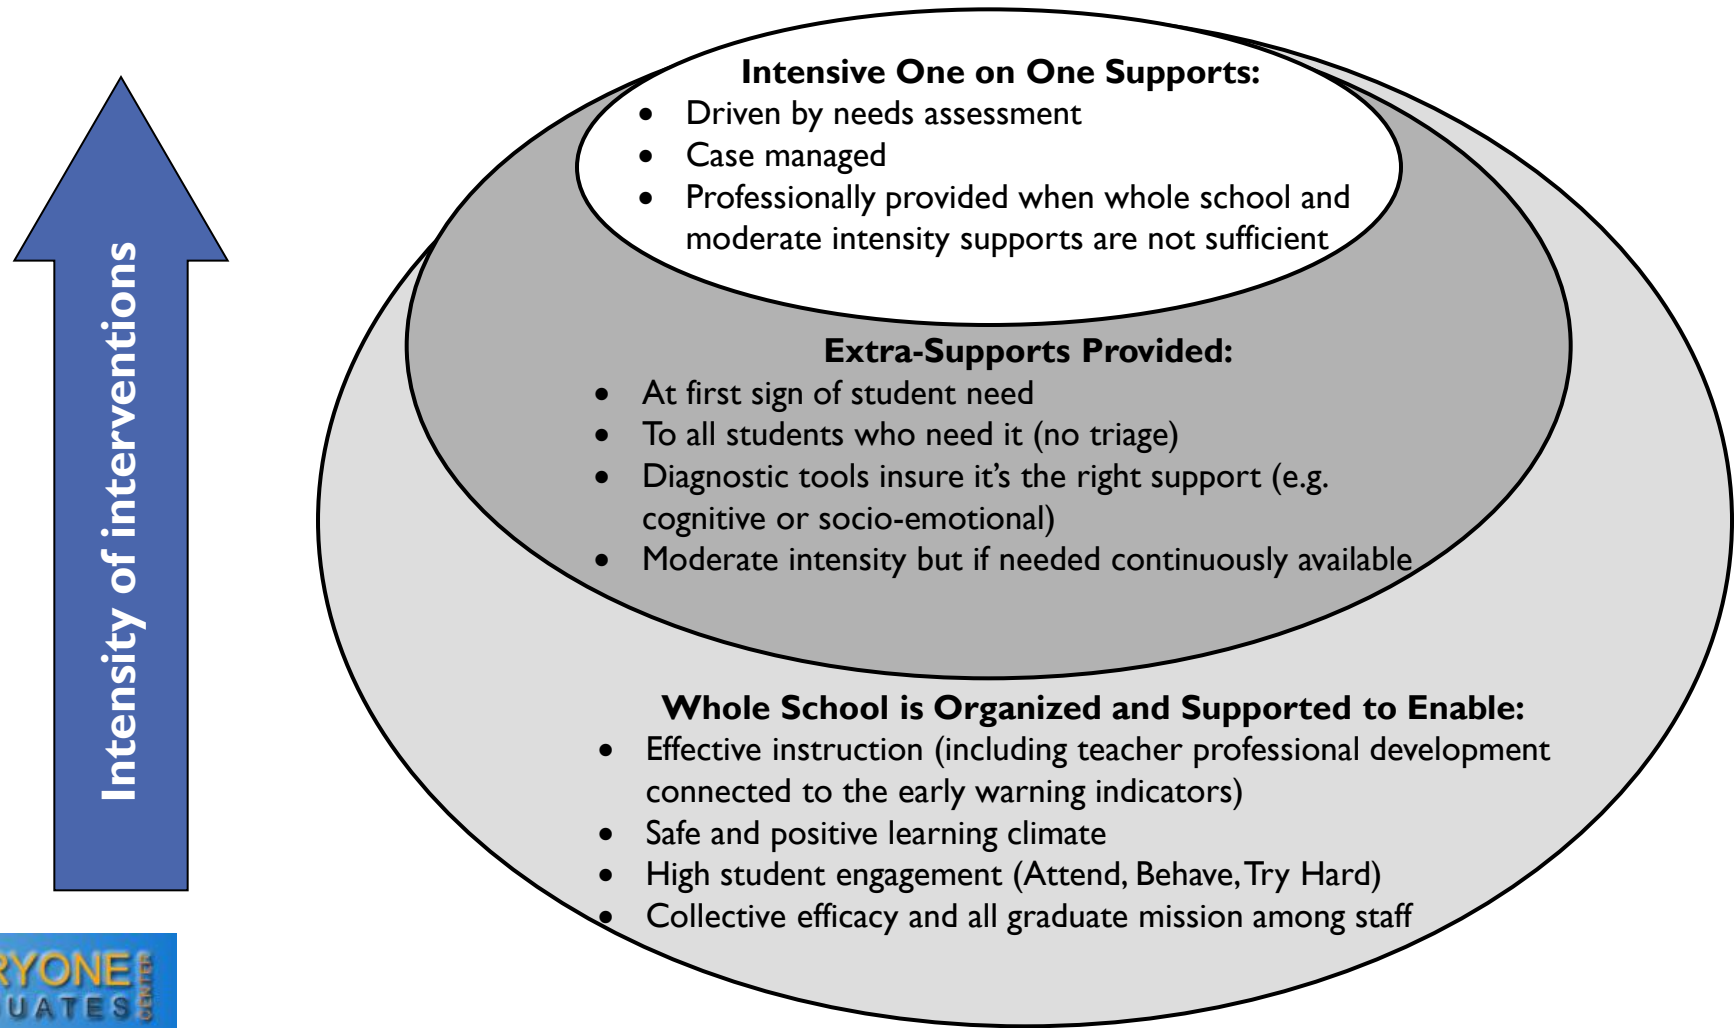 Intensity of interventions
Intensive One on One Supports:
• Driven by needs assessment
• Case managed
• Professionally provided when whole school and
moderate intensity supports are not sufficient
Extra-Supports Provided:
• At first sign of student need
• To all students who need it (no triage)
• Diagnostic tools insure it’s the right support (e.g.
cognitive or socio-emotional)
• Moderate intensity but if needed continuously available
Whole School is Organized and Supported to Enable:
• Effective instruction (including teacher professional development
connected to the early warning indicators)
• Safe and positive learning climate
• High student engagement (Attend, Behave, Try Hard)
• Collective efficacy and all graduate mission among staff
RYONE
UATES
CENTER